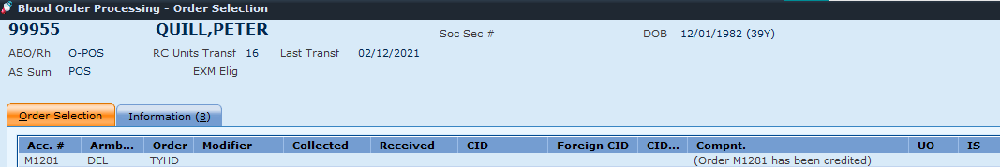 Blood Order Processing - Order Selection
99955 QUILL,PETER Soc Sec # DOB 12/01/1982 (39Y)
ABO/Rh O-POS RC Units Transf 16 Last Transf 02/12/2021
AS Sum POS EXM Elig
Order Selection Information (8)
Acc. # Armb... Order Modifier Collected Received CID Foreign CID CID... Compnt. UO IS
M1281 DEL TYHD (Order M1281 has been credited)